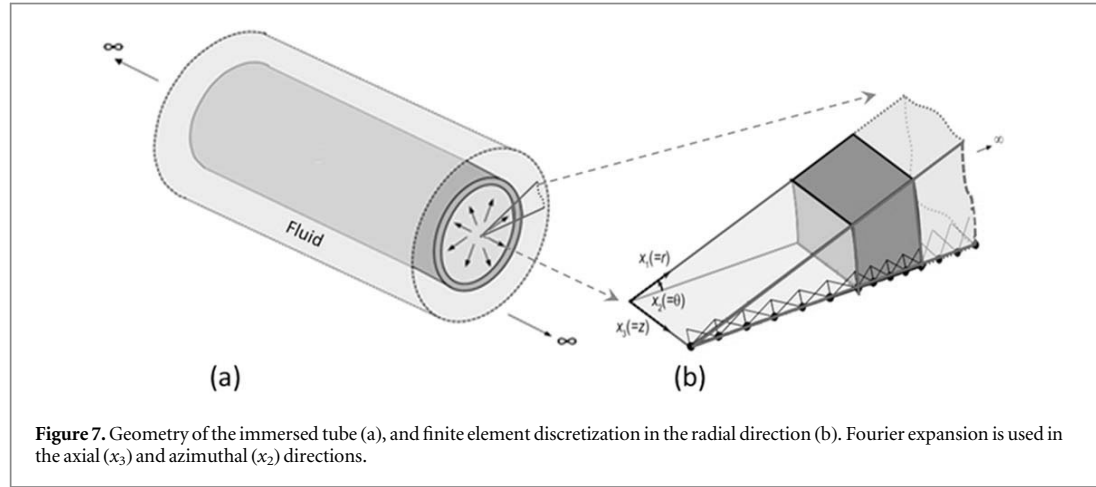 ∞
Fluid
∞
(a)
∞
x₁(=r)
x₂(=θ)
x₃(=z)
(b)
Figure 7. Geometry of the immersed tube (a), and finite element discretization in the radial direction (b). Fourier expansion is used in
the axial (x₃) and azimuthal (x₂) directions.